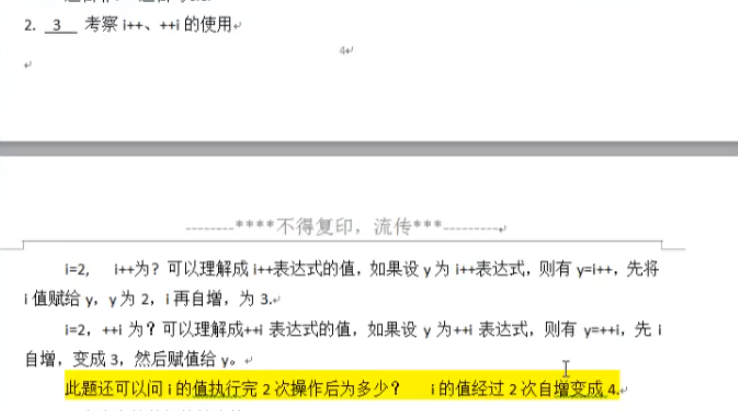 2. 3 考察 i++、++i 的使用
4
--------****不得复印，流传***---------
i=2, i++为？可以理解成 i++表达式的值，如果设 y 为 i++表达式，则有 y=i++，先将
i 值赋给 y，y 为 2，i 再自增，为 3.
i=2，++i 为？可以理解成++i 表达式的值，如果设 y 为++i 表达式，则有 y=++i，先 i
自增，变成 3，然后赋值给 y。
此题还可以问 i 的值执行完 2 次操作后为多少？ i 的值经过 2 次自增变成 4.